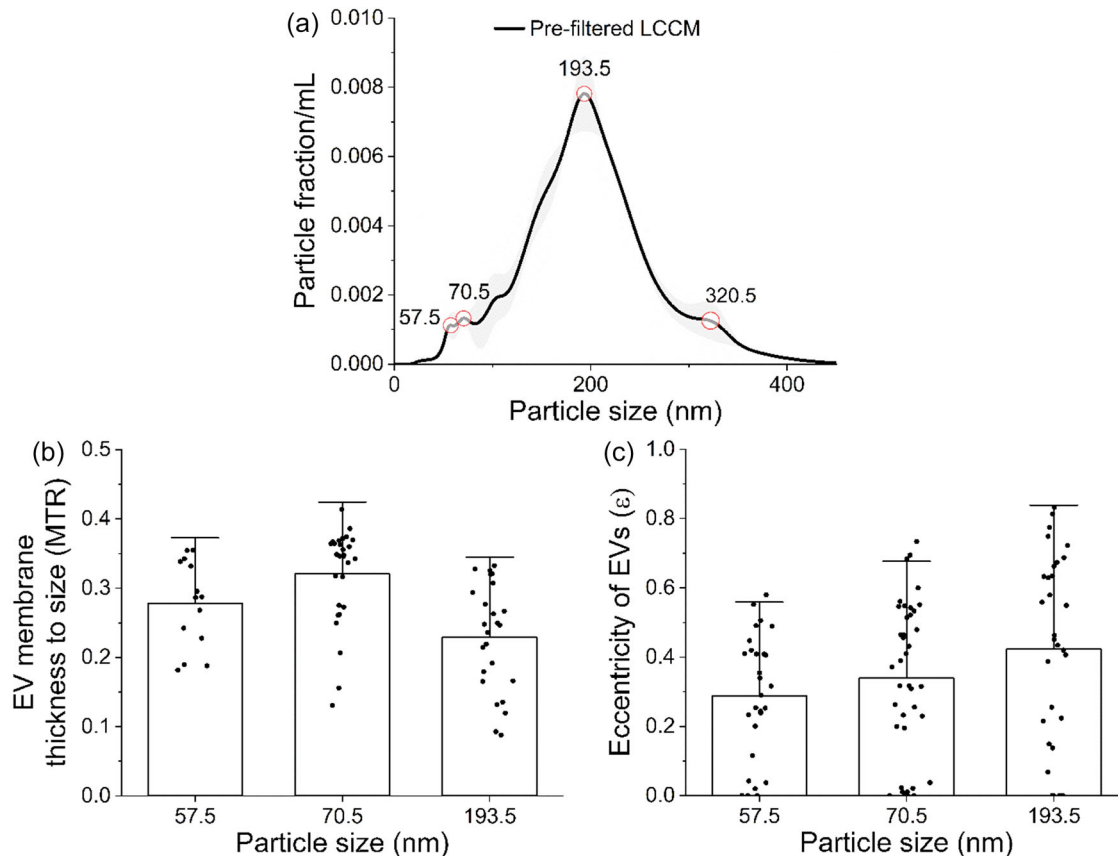 (a)
Pre-filtered LCCM
Particle fraction/mL
0.010
0.008
0.006
0.004
0.002
0.000
193.5
57.5
70.5
320.5
0
200
400
Particle size (nm)
(b)
EV membrane
thickness to size (MTR)
0.5
0.4
0.3
0.2
0.1
0.0
57.5
70.5
193.5
Particle size (nm)
(c)
Eccentricity of EVs (ε)
1.0
0.8
0.6
0.4
0.2
0.0
57.5
70.5
193.5
Particle size (nm)